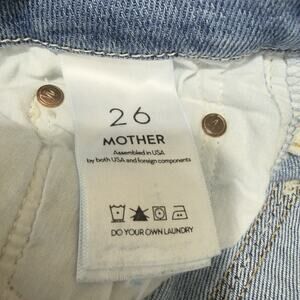 26
MOTHER
Assembled in USA
by both USA and foreign components
DO YOUR OWN LAUNDRY